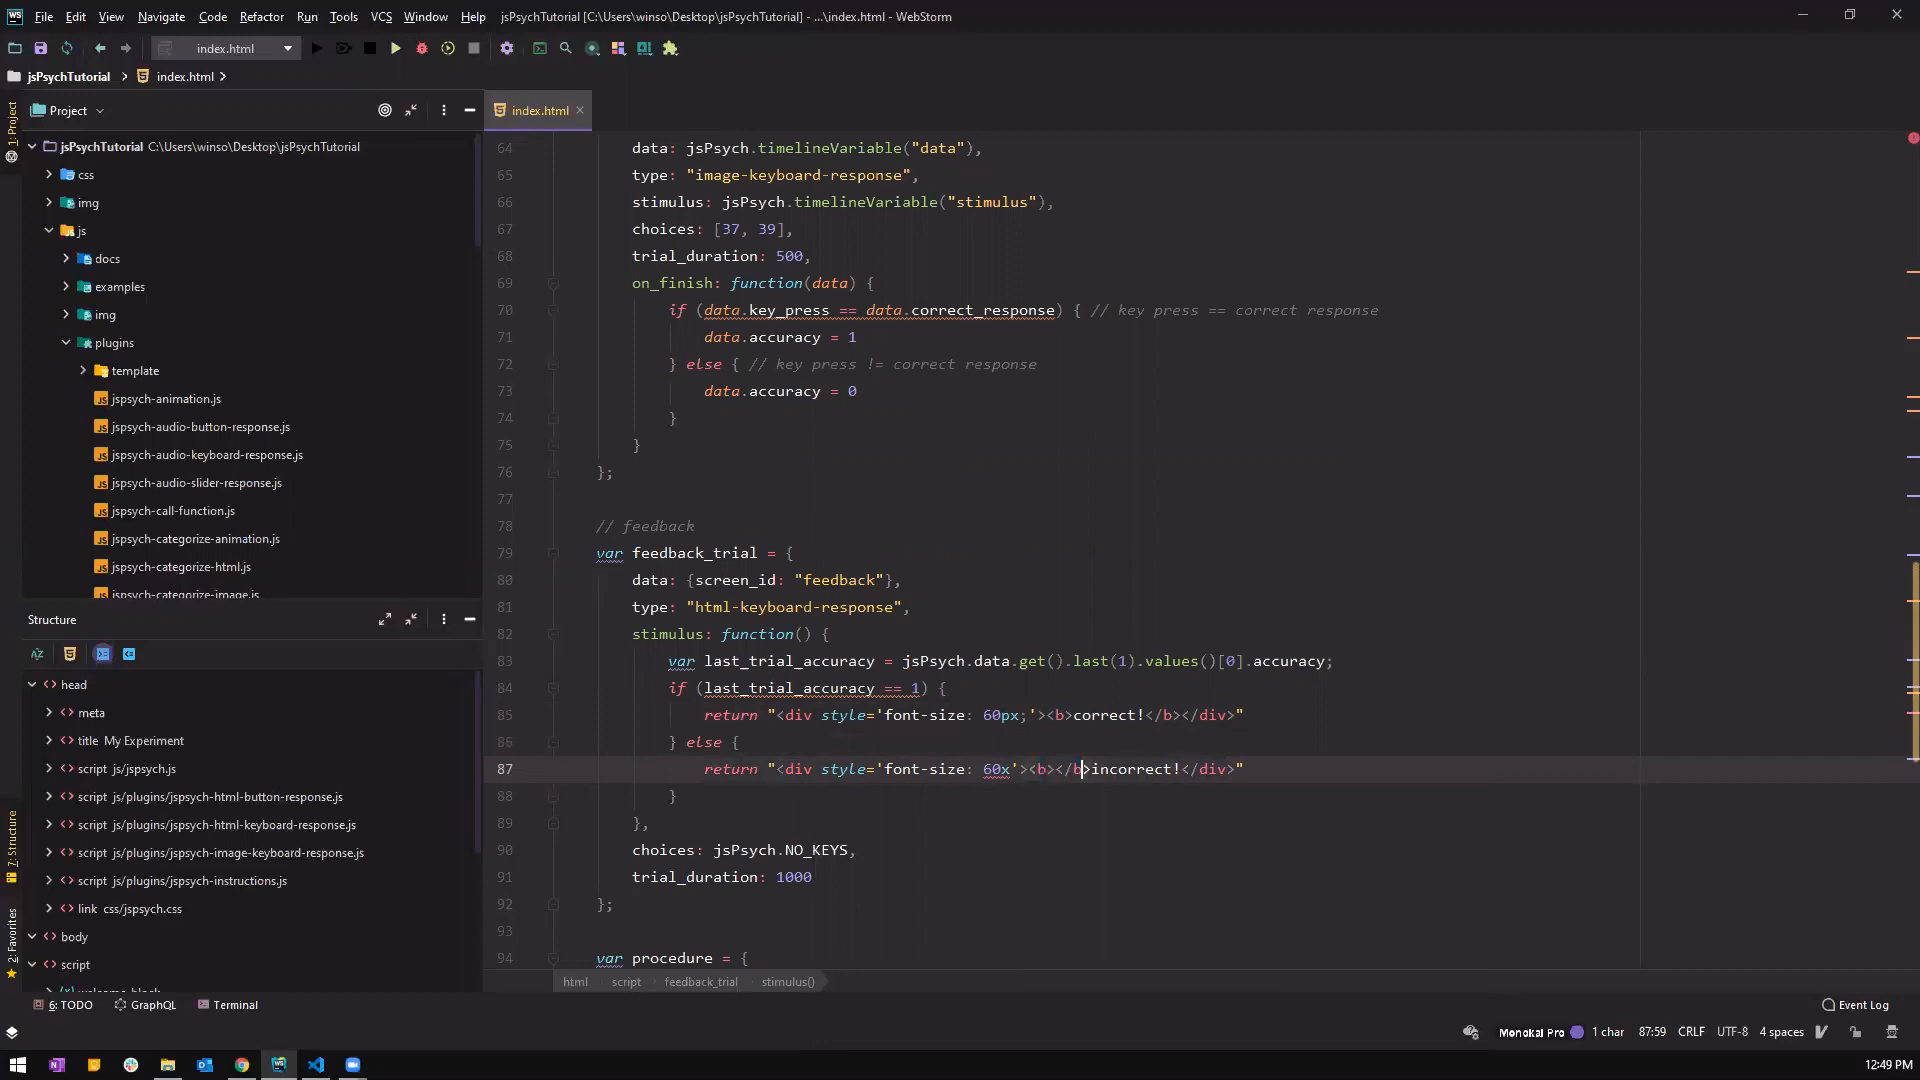 WS File Edit View Navigate Code Refactor Run Tools VCS Window Help jsPsychTutorial [C:\Users\winso\Desktop\jsPsychTutorial] - ...\index.html - WebStorm
index.html
jsPsychTutorial index.html
1: Project
Project
jsPsychTutorial C:\Users\winso\Desktop\jsPsychTutorial
css
img
js
docs
examples
img
plugins
template
jspsych-animation.js
jspsych-audio-button-response.js
jspsych-audio-keyboard-response.js
jspsych-audio-slider-response.js
jspsych-call-function.js
jspsych-categorize-animation.js
jspsych-categorize-html.js
jspsych-categorize-image.js
Structure
<> head
<> meta
<> title My Experiment
<> script js/jspsych.js
<> script js/plugins/jspsych-html-button-response.js
<> script js/plugins/jspsych-html-keyboard-response.js
<> script js/plugins/jspsych-image-keyboard-response.js
<> script js/plugins/jspsych-instructions.js
<> link css/jspsych.css
<> body
<> script
7: Structure
2: Favorites
index.html
64 data: jsPsych.timelineVariable("data"),
65 type: "image-keyboard-response",
66 stimulus: jsPsych.timelineVariable("stimulus"),
67 choices: [37, 39],
68 trial_duration: 500,
69 on_finish: function(data) {
70 if (data.key_press == data.correct_response) { // key press == correct response
71 data.accuracy = 1
72 } else { // key press != correct response
73 data.accuracy = 0
74 }
75 }
76 };
77
78 // feedback
79 var feedback_trial = {
80 data: {screen_id: "feedback"},
81 type: "html-keyboard-response",
82 stimulus: function() {
83 var last_trial_accuracy = jsPsych.data.get().last(1).values()[0].accuracy;
84 if (last_trial_accuracy == 1) {
85 return "<div style='font-size: 60px;'><b>correct!</b></div>"
86 } else {
87 return "<div style='font-size: 60x'><b></b>incorrect!</div>"
88 }
89 },
90 choices: jsPsych.NO_KEYS,
91 trial_duration: 1000
92 };
93
94 var procedure = {
html script feedback_trial stimulus()
6: TODO GraphQL Terminal Event Log
Monokai Pro 1 char 87:59 CRLF UTF-8 4 spaces
12:49 PM